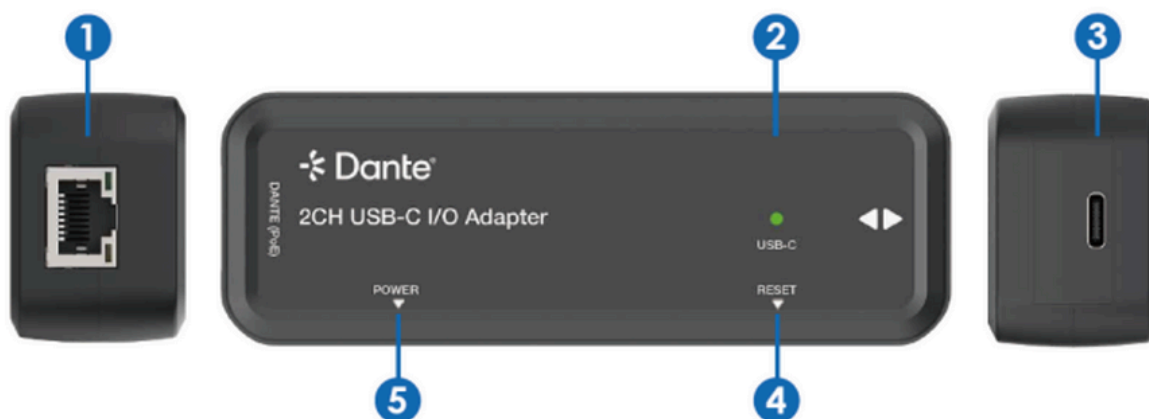 1
2
3
Dante®
2CH USB-C I/O Adapter
DANTE (PoE)
USB-C
POWER
RESET
5
4